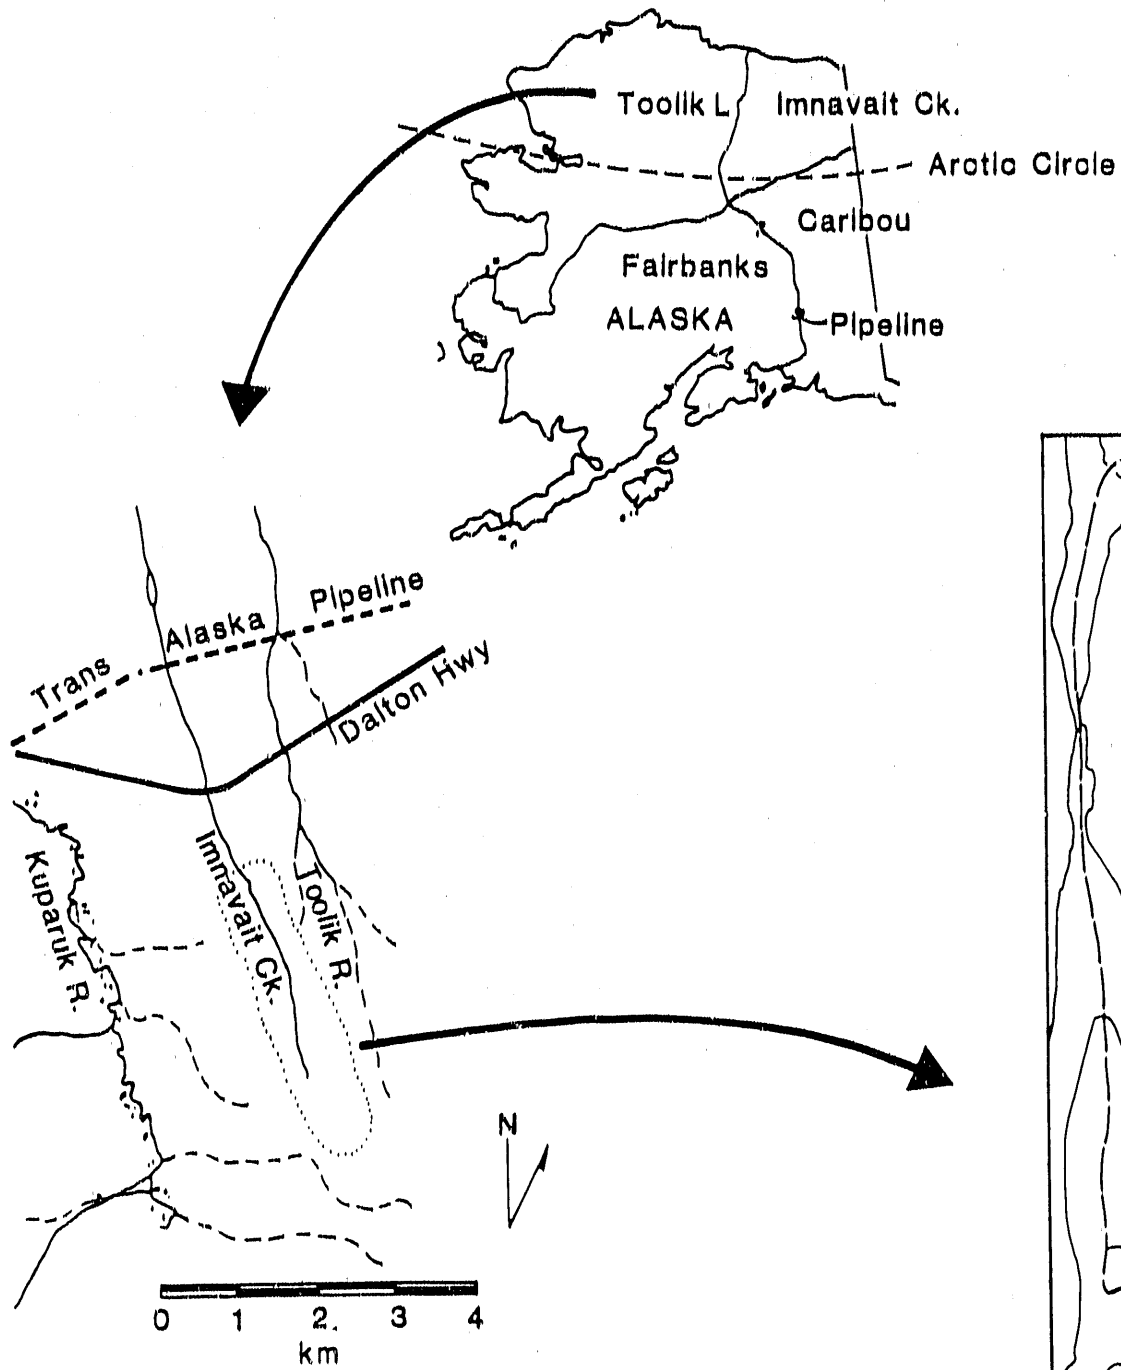 Toolik L
Imnavait Ck.
Arctic Circle
Caribou
Fairbanks
ALASKA
Pipeline
Trans Alaska Pipeline
Dalton Hwy
Imnavait Ck.
Toolik R.
Kuparuk R.
N
0 1 2 3 4
km